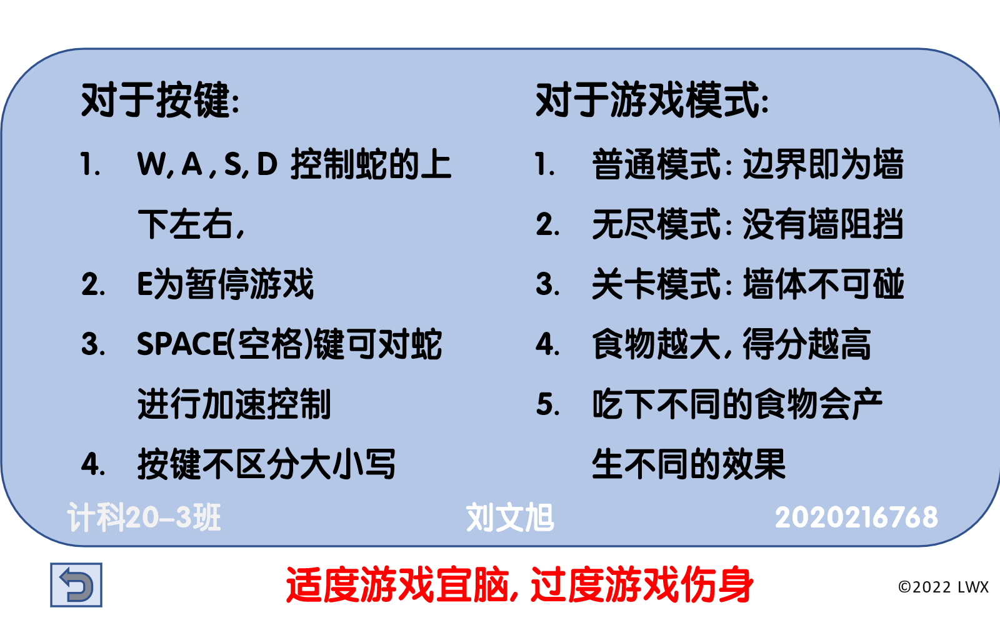 对于按键:
1. W, A , S, D 控制蛇的上
下左右,
2. E为暂停游戏
3. SPACE(空格)键可对蛇
进行加速控制
4. 按键不区分大小写
对于游戏模式:
1. 普通模式: 边界即为墙
2. 无尽模式: 没有墙阻挡
3. 关卡模式: 墙体不可碰
4. 食物越大, 得分越高
5. 吃下不同的食物会产
生不同的效果
计科20-3班
刘文旭
2020216768
适度游戏宜脑, 过度游戏伤身
©2022 LWX